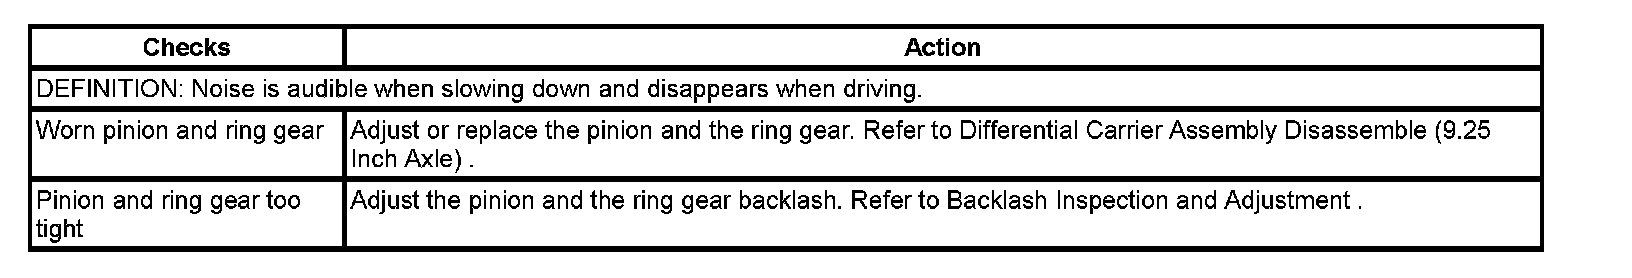 Checks
Action
DEFINITION: Noise is audible when slowing down and disappears when driving.
Worn pinion and ring gear
Adjust or replace the pinion and the ring gear. Refer to Differential Carrier Assembly Disassemble (9.25
Inch Axle) .
Pinion and ring gear too
tight
Adjust the pinion and the ring gear backlash. Refer to Backlash Inspection and Adjustment .